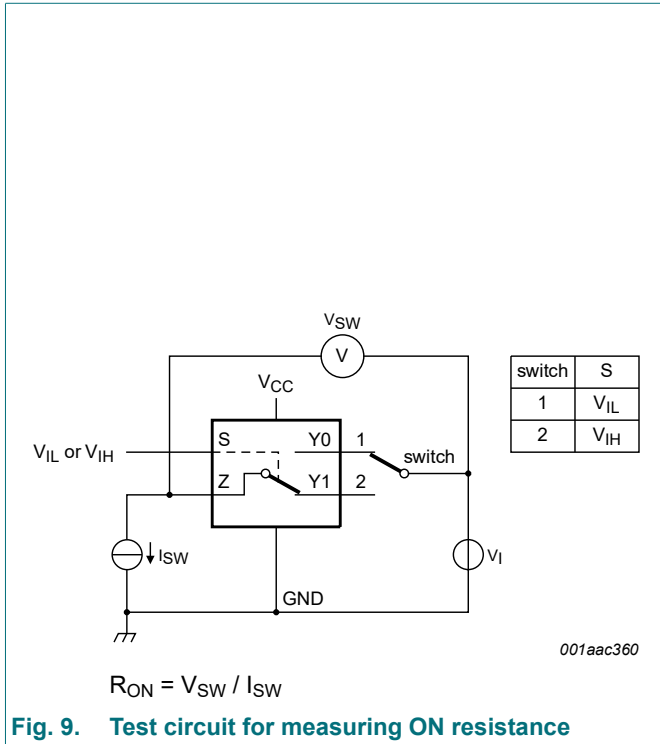 VSW
V
VCC
switch S
1 VIL
2 VIH
VIL or VIH
S Y0 1
switch
Z Y1 2
ISW
VI
GND
001aac360
RON = VSW / ISW
Fig. 9. Test circuit for measuring ON resistance